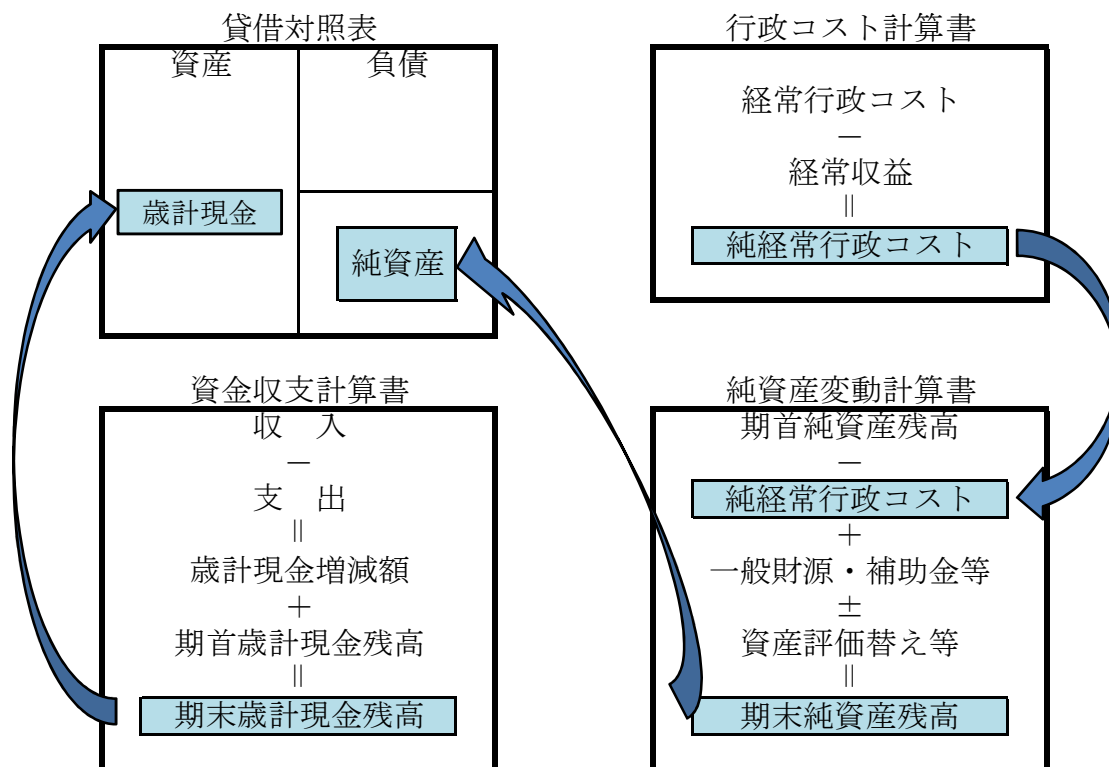 貸借対照表
資産
負債
歳計現金
純資産
行政コスト計算書
経常行政コスト
－
経常収益
＝
純経常行政コスト
資金収支計算書
収　入
－
支　出
＝
歳計現金増減額
＋
期首歳計現金残高
＝
期末歳計現金残高
純資産変動計算書
期首純資産残高
－
純経常行政コスト
＋
一般財源・補助金等
±
資産評価替え等
＝
期末純資産残高